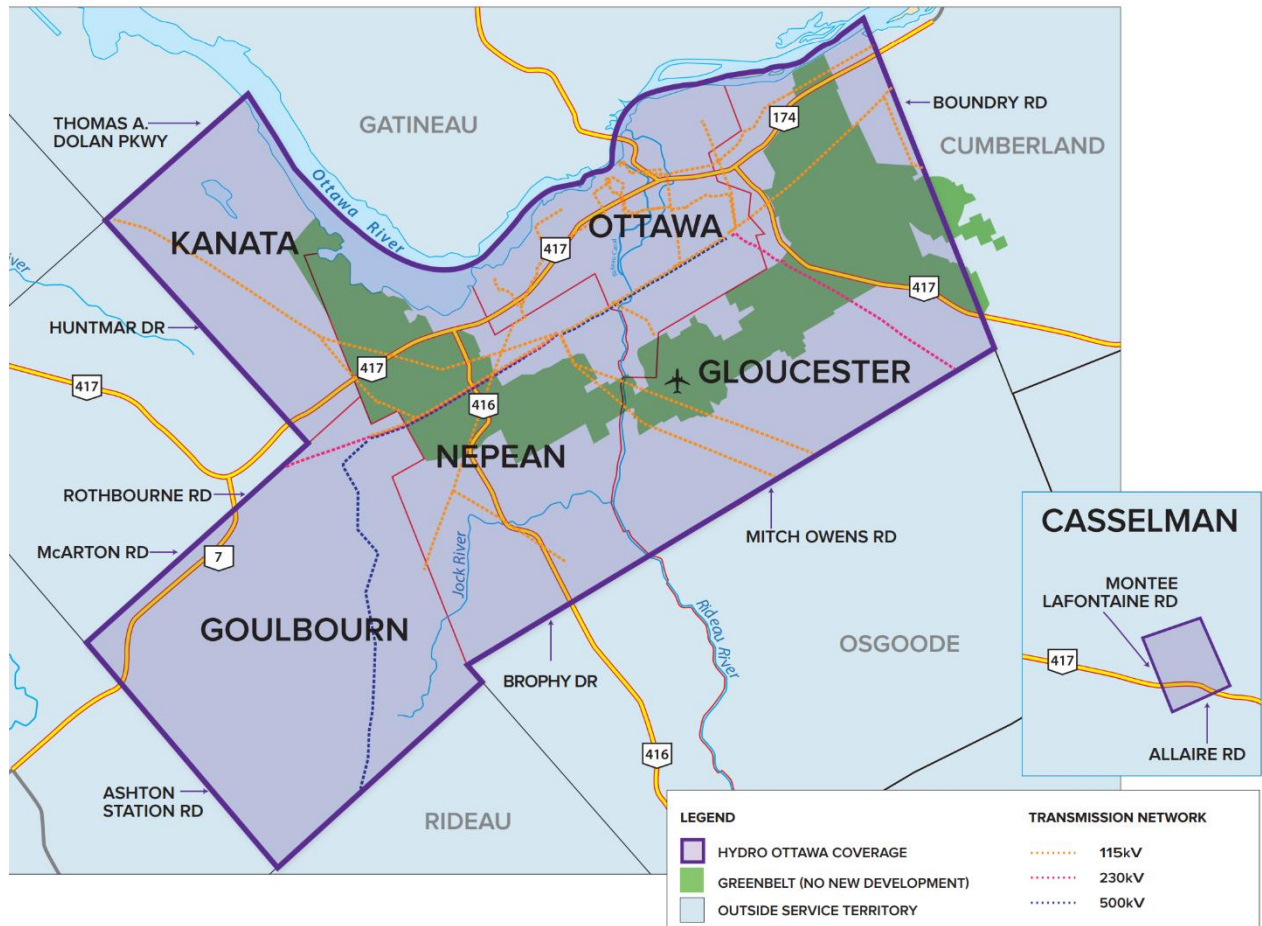 THOMAS A.
DOLAN PKWY
GATINEAU
Ottawa River
174
BOUNDRY RD
CUMBERLAND
KANATA
OTTAWA
417
417
HUNTMAR DR
417
417
416
GLOUCESTER
NEPEAN
ROTHBOURNE RD
McARTON RD
7
MITCH OWENS RD
Jock River
GOULBOURN
Rideau River
OSGOODE
BROPHY DR
416
ASHTON
STATION RD
RIDEAU
CASSELMAN
MONTEE
LAFONTAINE RD
417
ALLAIRE RD
LEGEND
HYDRO OTTAWA COVERAGE
GREENBELT (NO NEW DEVELOPMENT)
OUTSIDE SERVICE TERRITORY
TRANSMISSION NETWORK
115kV
230kV
500kV